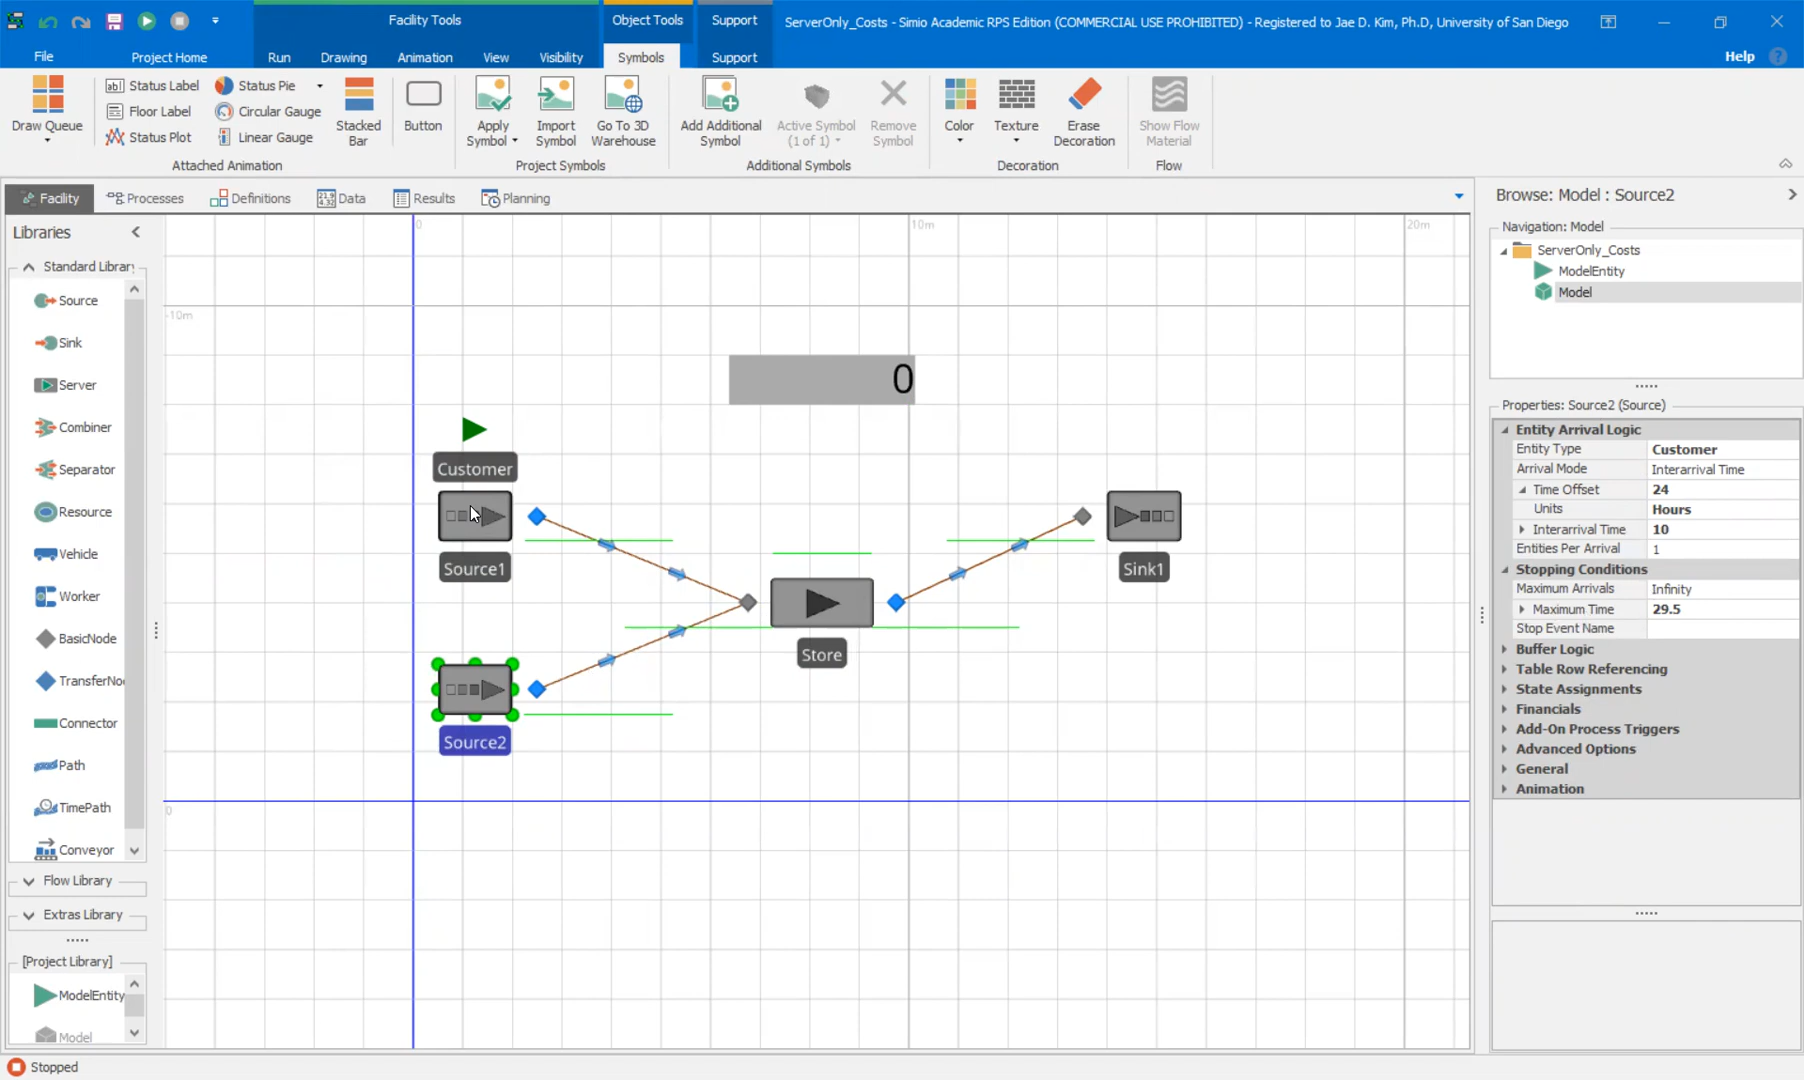 Facility Tools
Object Tools
Support
ServerOnly_Costs - Simio Academic RPS Edition (COMMERCIAL USE PROHIBITED) - Registered to Jae D. Kim, Ph.D, University of San Diego
File
Project Home
Run
Drawing
Animation
View
Visibility
Symbols
Support
Help
Draw Queue
Status Label
Floor Label
Status Plot
Status Pie
Circular Gauge
Linear Gauge
Stacked Bar
Button
Apply Symbol
Import Symbol
Go To 3D Warehouse
Add Additional Symbol
Active Symbol (1 of 1)
Remove Symbol
Color
Texture
Erase Decoration
Show Flow Material
Attached Animation
Project Symbols
Additional Symbols
Decoration
Flow
Facility
Processes
Definitions
Data
Results
Planning
Libraries
Standard Library
Source
Sink
Server
Combiner
Separator
Resource
Vehicle
Worker
BasicNode
TransferNo
Connector
Path
TimePath
Conveyor
Flow Library
Extras Library
[Project Library]
ModelEntity
Model
0
10m
20m
-10m
0
0
Customer
Source1
Source2
Store
Sink1
Browse: Model : Source2
Navigation: Model
ServerOnly_Costs
ModelEntity
Model
Properties: Source2 (Source)
Entity Arrival Logic
Entity Type Customer
Arrival Mode Interarrival Time
Time Offset 24
Units Hours
Interarrival Time 10
Entities Per Arrival 1
Stopping Conditions
Maximum Arrivals Infinity
Maximum Time 29.5
Stop Event Name
Buffer Logic
Table Row Referencing
State Assignments
Financials
Add-On Process Triggers
Advanced Options
General
Animation
Stopped